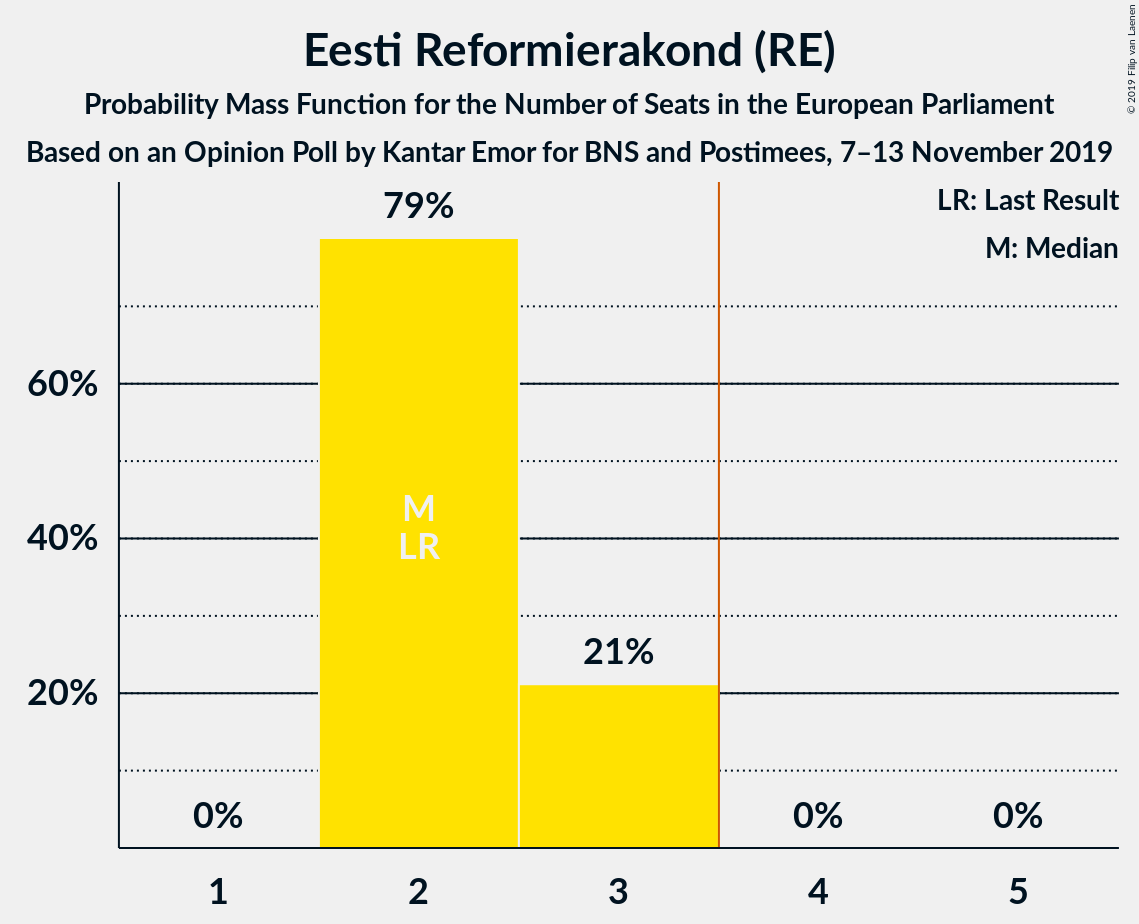 Eesti Reformierakond (RE)
Probability Mass Function for the Number of Seats in the European Parliament
Based on an Opinion Poll by Kantar Emor for BNS and Postimees, 7–13 November 2019
© 2019 Filip van Laenen
LR: Last Result
M: Median
79%
60%
M
40%
LR
21%
20%
0%
0%
0%
1
2
3
4
5